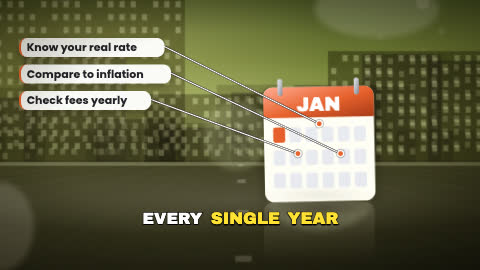 Know your real rate
Compare to inflation
Check fees yearly
JAN
EVERY SINGLE YEAR